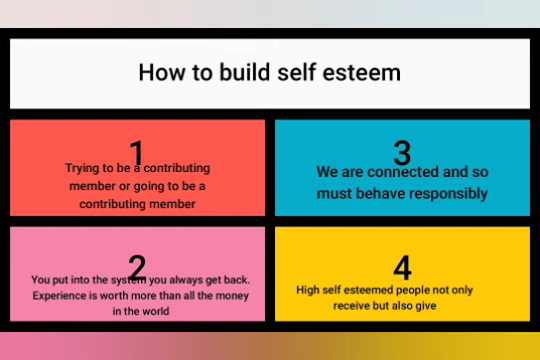 How to build self esteem
1
Trying to be a contributing
member or going to be a
contributing member
2
You put into the system you always get back.
Experience is worth more than all the money
in the world
3
We are connected and so
must behave responsibly
4
High self esteemed people not only
receive but also give